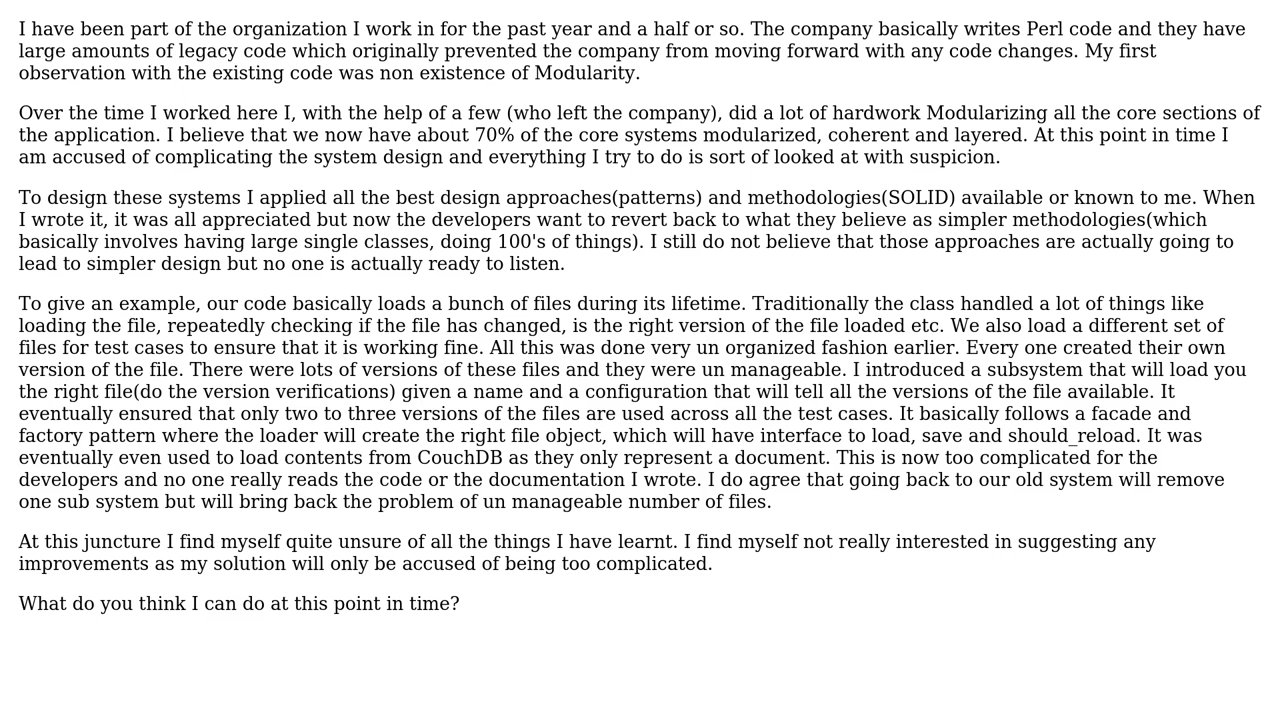 I have been part of the organization I work in for the past year and a half or so. The company basically writes Perl code and they have
large amounts of legacy code which originally prevented the company from moving forward with any code changes. My first
observation with the existing code was non existence of Modularity.
Over the time I worked here I, with the help of a few (who left the company), did a lot of hardwork Modularizing all the core sections of
the application. I believe that we now have about 70% of the core systems modularized, coherent and layered. At this point in time I
am accused of complicating the system design and everything I try to do is sort of looked at with suspicion.
To design these systems I applied all the best design approaches(patterns) and methodologies(SOLID) available or known to me. When
I wrote it, it was all appreciated but now the developers want to revert back to what they believe as simpler methodologies(which
basically involves having large single classes, doing 100's of things). I still do not believe that those approaches are actually going to
lead to simpler design but no one is actually ready to listen.
To give an example, our code basically loads a bunch of files during its lifetime. Traditionally the class handled a lot of things like
loading the file, repeatedly checking if the file has changed, is the right version of the file loaded etc. We also load a different set of
files for test cases to ensure that it is working fine. All this was done very un organized fashion earlier. Every one created their own
version of the file. There were lots of versions of these files and they were un manageable. I introduced a subsystem that will load you
the right file(do the version verifications) given a name and a configuration that will tell all the versions of the file available. It
eventually ensured that only two to three versions of the files are used across all the test cases. It basically follows a facade and
factory pattern where the loader will create the right file object, which will have interface to load, save and should_reload. It was
eventually even used to load contents from CouchDB as they only represent a document. This is now too complicated for the
developers and no one really reads the code or the documentation I wrote. I do agree that going back to our old system will remove
one sub system but will bring back the problem of un manageable number of files.
At this juncture I find myself quite unsure of all the things I have learnt. I find myself not really interested in suggesting any
improvements as my solution will only be accused of being too complicated.
What do you think I can do at this point in time?